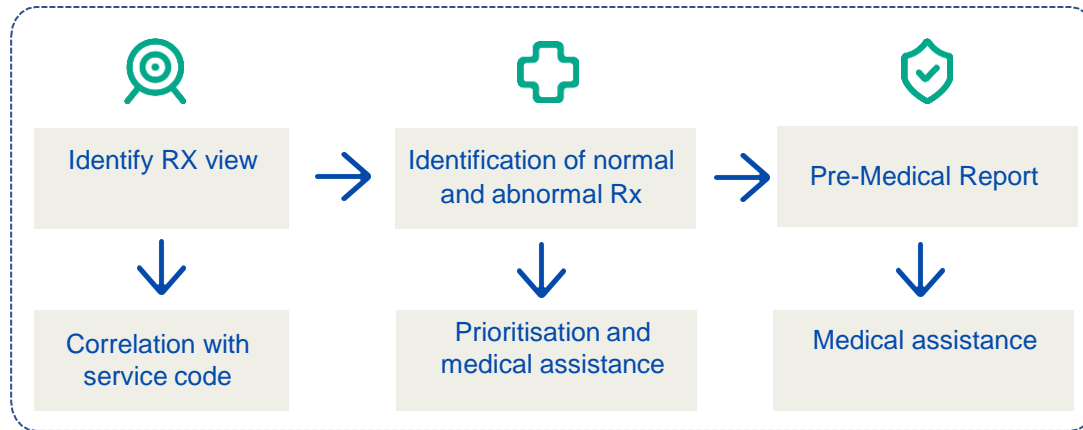 Identify RX view
Identification of normal
and abnormal Rx
Pre-Medical Report
Correlation with
service code
Prioritisation and
medical assistance
Medical assistance